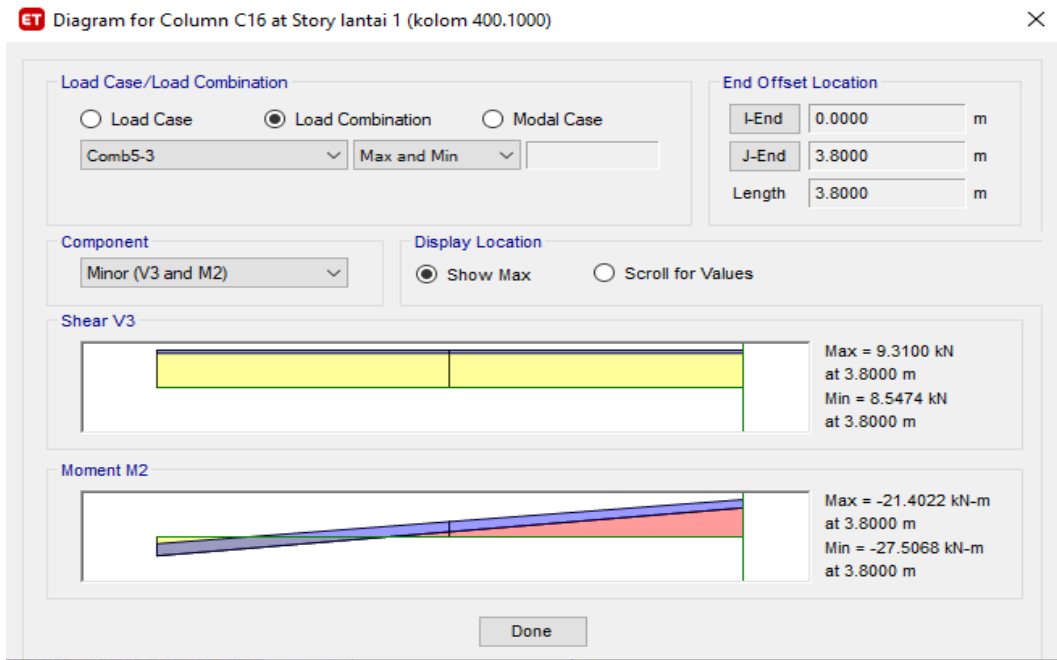 ET Diagram for Column C16 at Story lantai 1 (kolom 400.1000)
Load Case/Load Combination
Load Case Load Combination Modal Case
Comb5-3 Max and Min
End Offset Location
I-End 0.0000 m
J-End 3.8000 m
Length 3.8000 m
Component
Minor (V3 and M2)
Display Location
Show Max Scroll for Values
Shear V3
Max = 9.3100 kN
at 3.8000 m
Min = 8.5474 kN
at 3.8000 m
Moment M2
Max = -21.4022 kN-m
at 3.8000 m
Min = -27.5068 kN-m
at 3.8000 m
Done